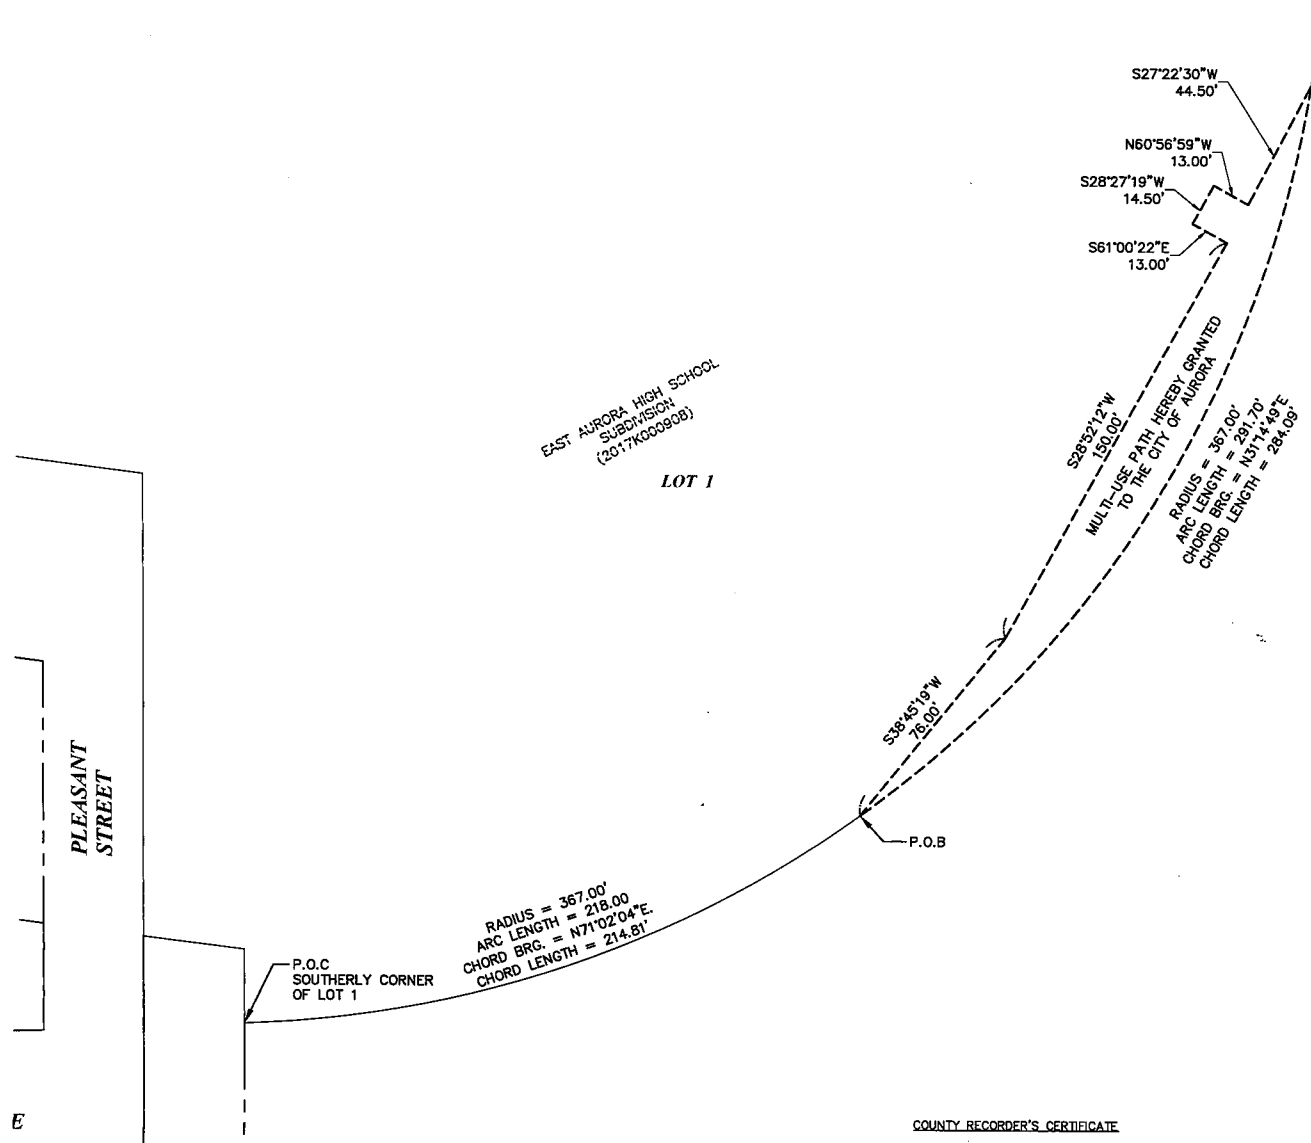 S27°22'30"W
44.50'
N60°56'59"W
13.00'
S28°27'19"W
14.50'
S61°00'22"E
13.00'
EAST AURORA HIGH SCHOOL
SUBDIVISION
(2017K000908)
LOT 1
S28°52'12"W
150.00'
MULTI-USE PATH HEREBY GRANTED
TO THE CITY OF AURORA
RADIUS = 367.00'
ARC LENGTH = 291.70'
CHORD BRG. = N31°14'49"E
CHORD LENGTH = 284.09'
S38°45'19"W
76.00'
PLEASANT
STREET
P.O.B
RADIUS = 367.00'
ARC LENGTH = 218.00
CHORD BRG. = N71°02'04"E.
CHORD LENGTH = 214.81'
P.O.C
SOUTHERLY CORNER
OF LOT 1
E
COUNTY RECORDER'S CERTIFICATE